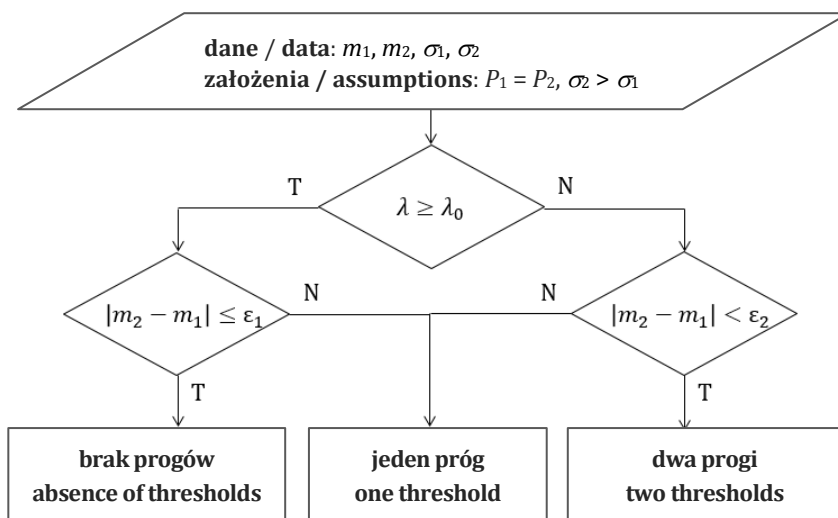 dane / data: m₁, m₂, σ₁, σ₂
założenia / assumptions: P₁ = P₂, σ₂ > σ₁
T
N
λ ≥ λ₀
N
N
|m₂ − m₁| ≤ ε₁
|m₂ − m₁| < ε₂
T
T
brak progów
absence of thresholds
jeden próg
one threshold
dwa progi
two thresholds